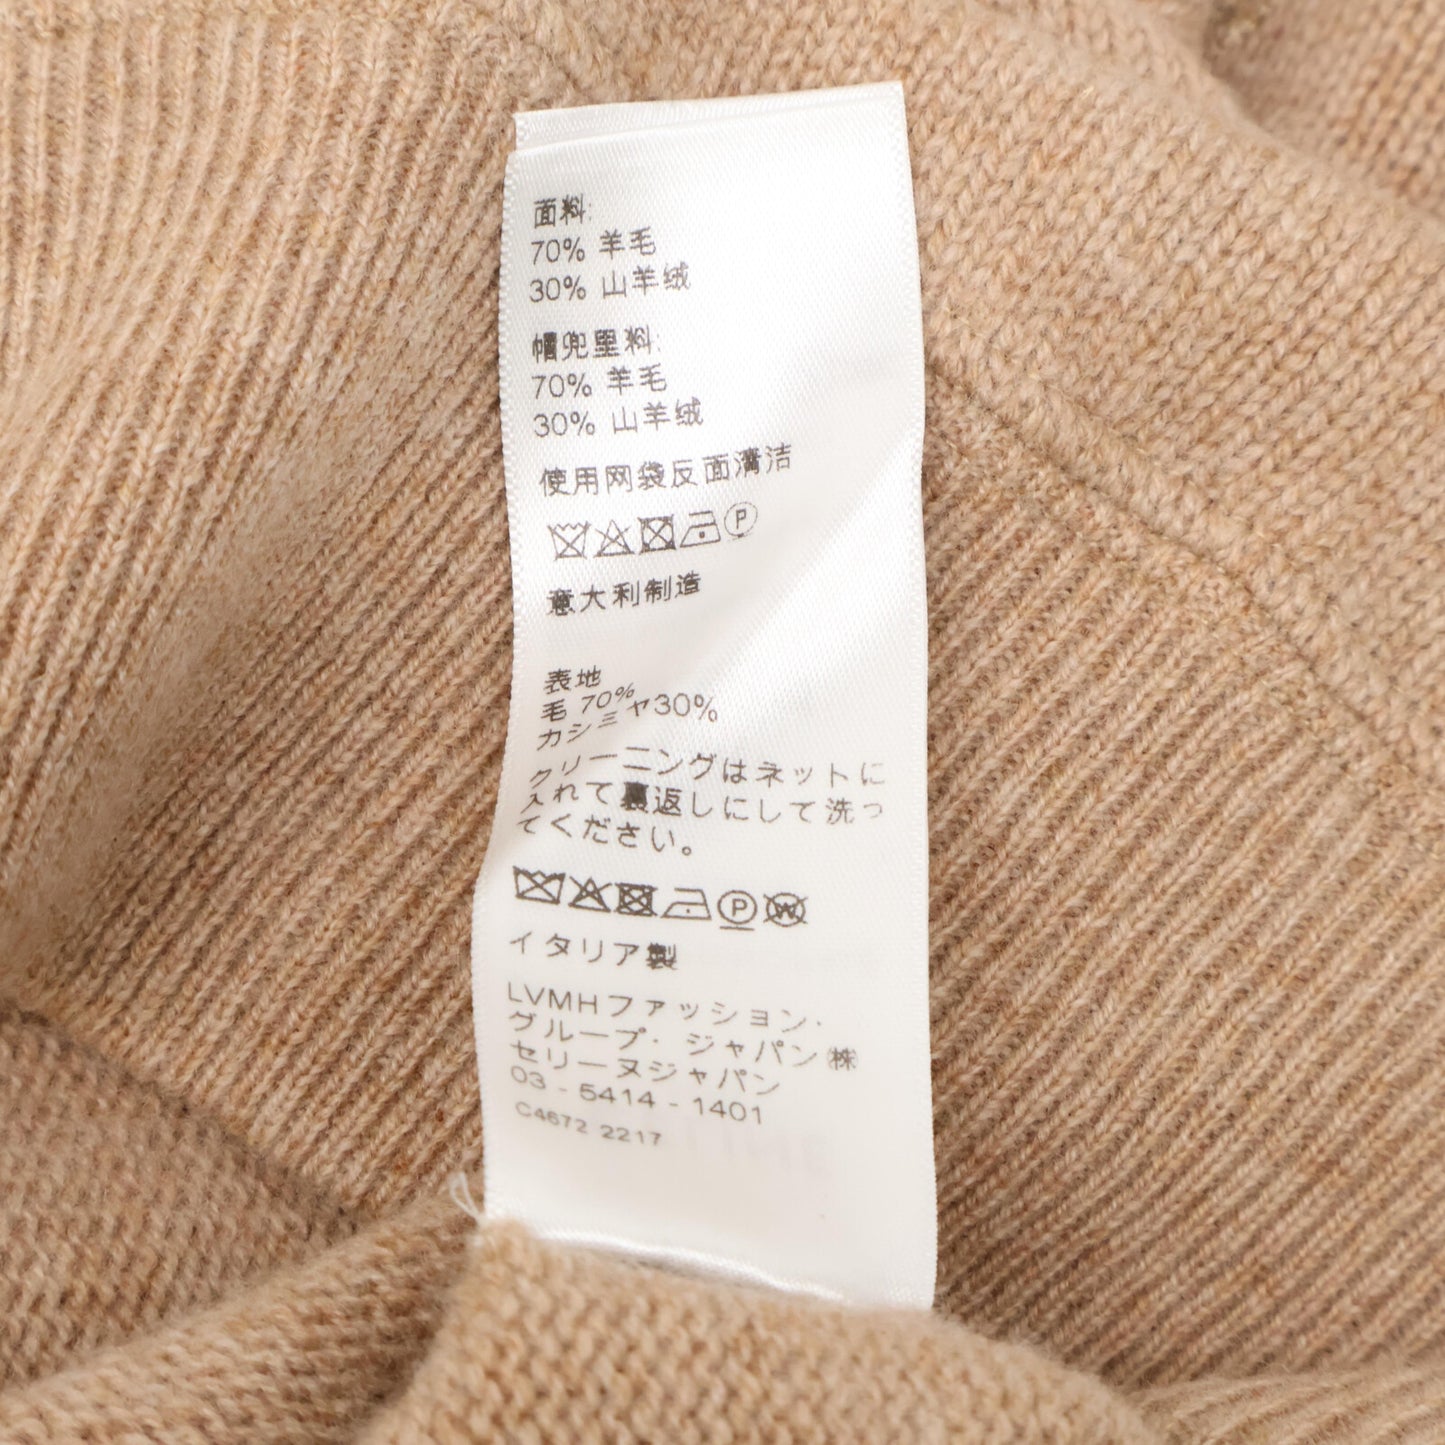 面料:
70% 羊毛
30% 山羊绒
帽兜里料:
70% 羊毛
30% 山羊绒
使用网袋反面清洁
P
意大利制造
表地
毛 70%
カシミヤ30%
クリーニングはネットに
入れて裏返しにして洗っ
てください。
P W
イタリア製
LVMHファッション・
グループ・ジャパン㈱
セリーヌジャパン
03 - 5414 - 1401
C4672 2217